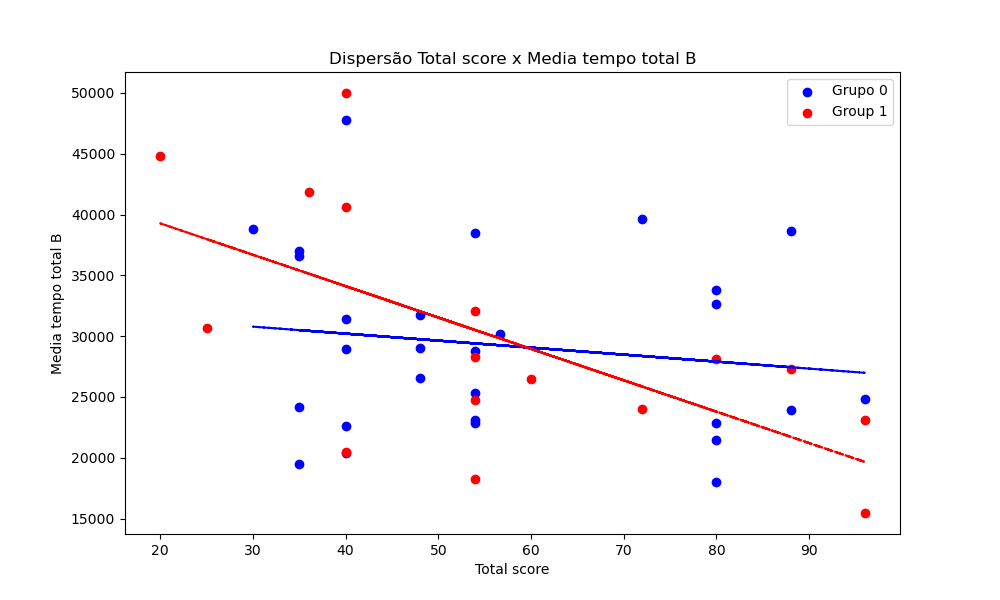 Dispersão Total score x Media tempo total B
Grupo 0
Group 1
50000
45000
40000
35000
30000
25000
20000
15000
Media tempo total B
20 30 40 50 60 70 80 90
Total score